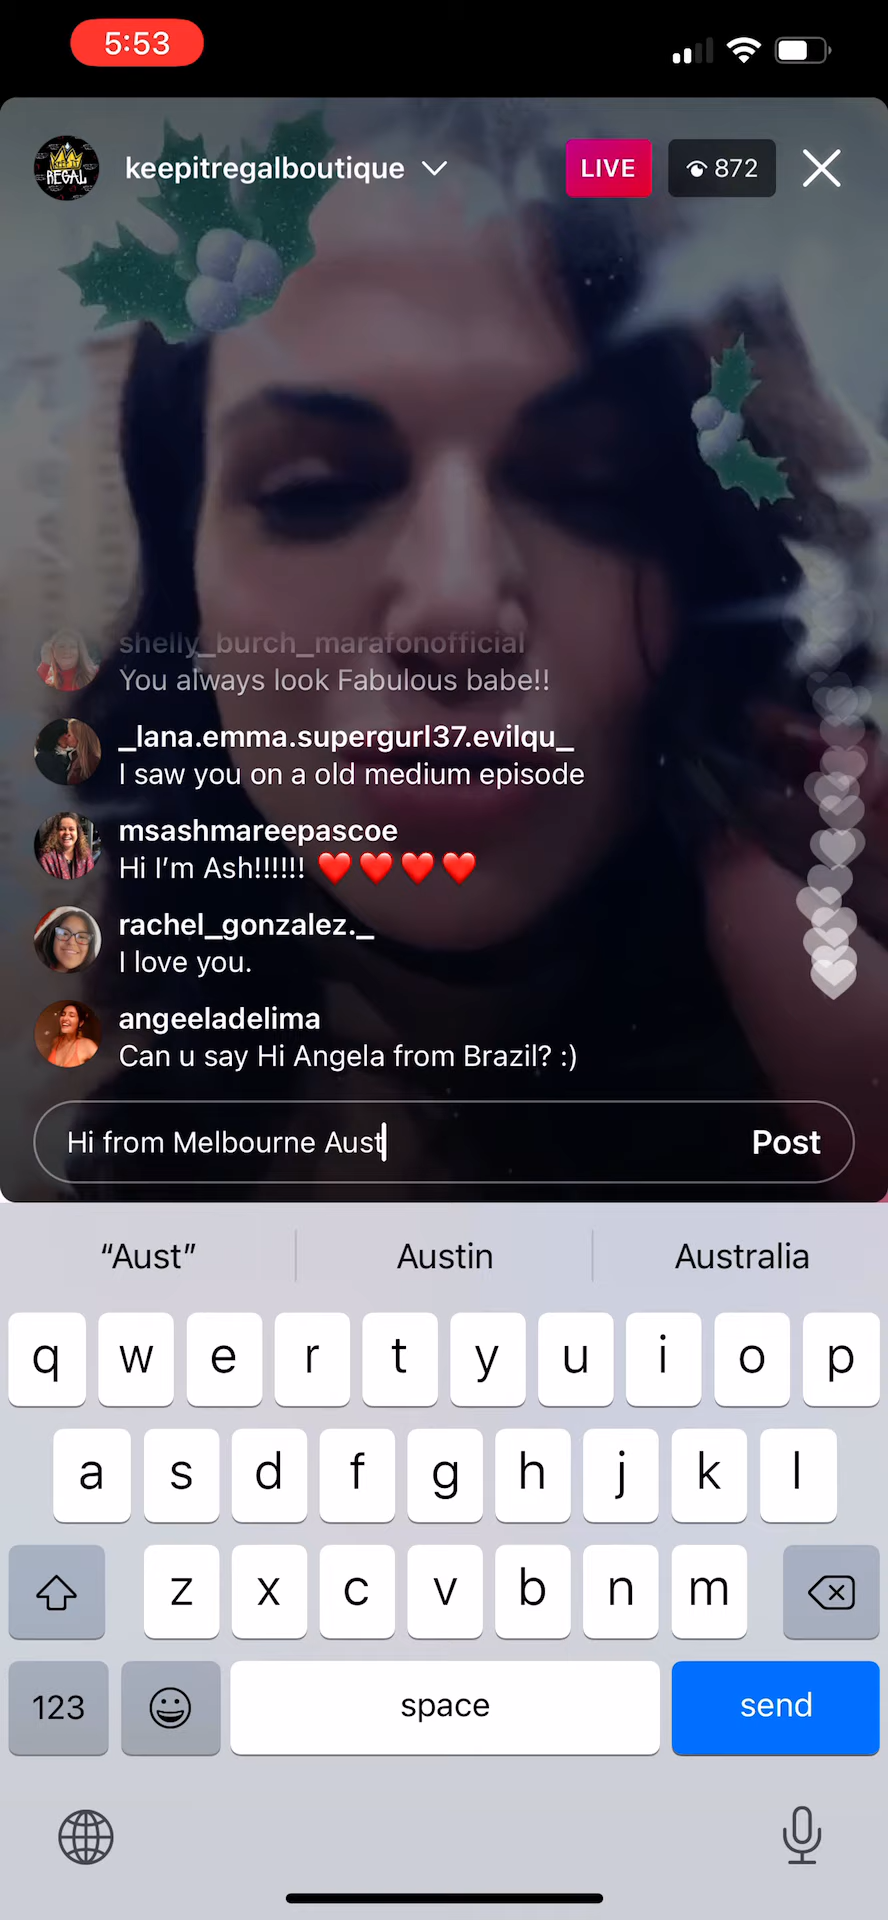 5:53
REGAL
keepitregalboutique
LIVE
872
shelly_burch_marafonofficial
You always look Fabulous babe!!
_lana.emma.supergurl37.evilqu_
I saw you on a old medium episode
msashmareepascoe
Hi I'm Ash!!!!!! ❤️❤️❤️❤️
rachel_gonzalez._
I love you.
angeeladelima
Can u say Hi Angela from Brazil? :)
Hi from Melbourne Aust
Post
“Aust” Austin Australia
q w e r t y u i o p
a s d f g h j k l
z x c v b n m
123 space send